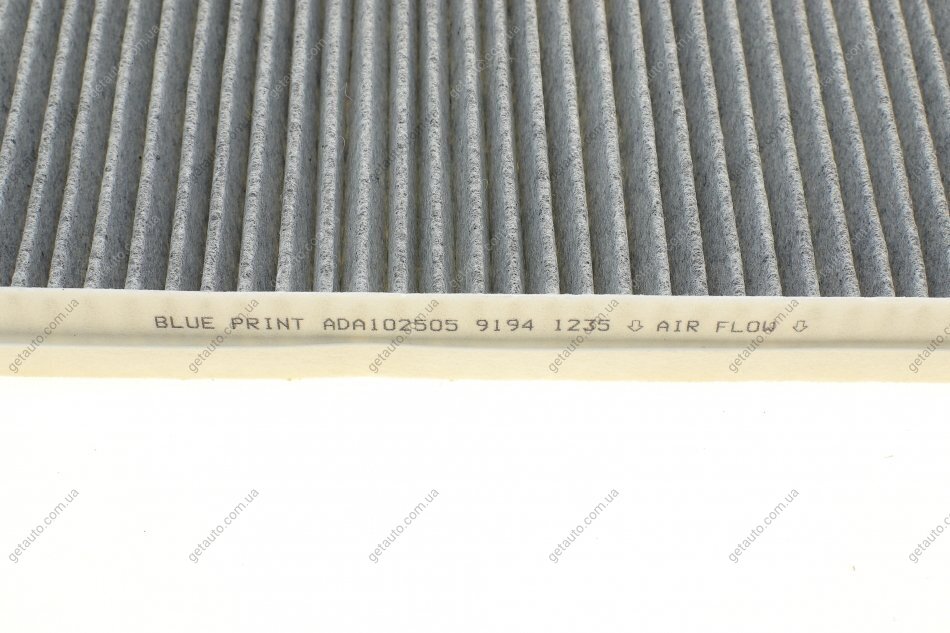 BLUE PRINT ADA102505 9194 1235 ⇩ AIR FLOW ⇩
getauto.com.ua